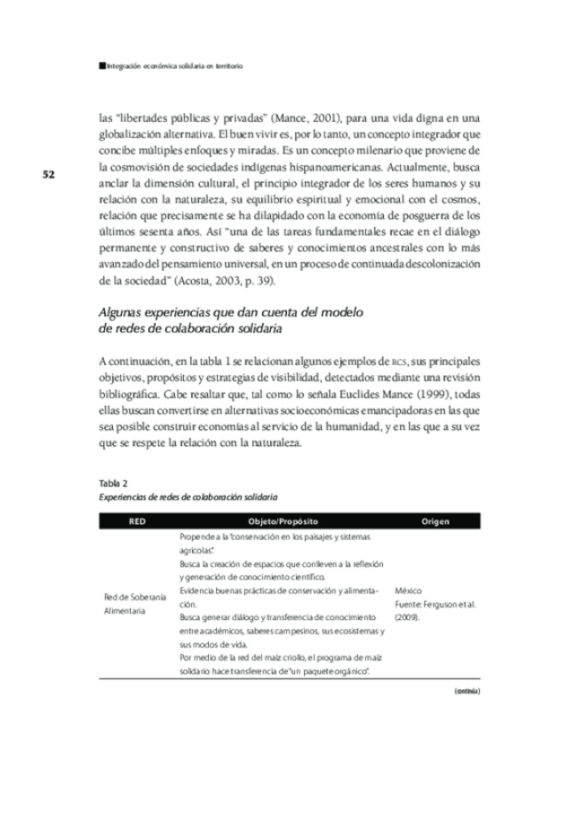 Integración económica solidaria en territorio
las “libertades públicas y privadas” (Mance, 2001), para una vida digna en una
globalización alternativa. El buen vivir es, por lo tanto, un concepto integrador que
concibe múltiples enfoques y miradas. Es un concepto milenario que proviene de
la cosmovisión de sociedades indígenas hispanoamericanas. Actualmente, busca
52
anclar la dimensión cultural, el principio integrador de los seres humanos y su
relación con la naturaleza, su equilibrio espiritual y emocional con el cosmos,
relación que precisamente se ha dilapidado con la economía de posguerra de los
últimos sesenta años. Así “una de las tareas fundamentales recae en el diálogo
permanente y constructivo de saberes y conocimientos ancestrales con lo más
avanzado del pensamiento universal, en un proceso de continuada descolonización
de la sociedad” (Acosta, 2003, p. 39).
Algunas experiencias que dan cuenta del modelo
de redes de colaboración solidaria
A continuación, en la tabla 1 se relacionan algunos ejemplos de RCS, sus principales
objetivos, propósitos y estrategias de visibilidad, detectados mediante una revisión
bibliográfica. Cabe resaltar que, tal como lo señala Euclides Mance (1999), todas
ellas buscan convertirse en alternativas socioeconómicas emancipadoras en las que
sea posible construir economías al servicio de la humanidad, y en las que a su vez
que se respete la relación con la naturaleza.
Tabla 2
Experiencias de redes de colaboración solidaria
RED Objeto/Propósito Origen
Red de Soberanía
Alimentaria
Propende a la “conservación en los paisajes y sistemas
agrícolas”.
Busca la creación de espacios que conlleven a la reflexión
y generación de conocimiento científico.
Evidencia buenas prácticas de conservación y alimenta-
ción.
Busca generar diálogo y transferencia de conocimiento
entre académicos, saberes campesinos, sus ecosistemas y
sus modos de vida.
Por medio de la red del maíz criollo, el programa de maíz
solidario hace transferencia de “un paquete orgánico”.
México
Fuente: Ferguson et al.
(2009).
(continúa)